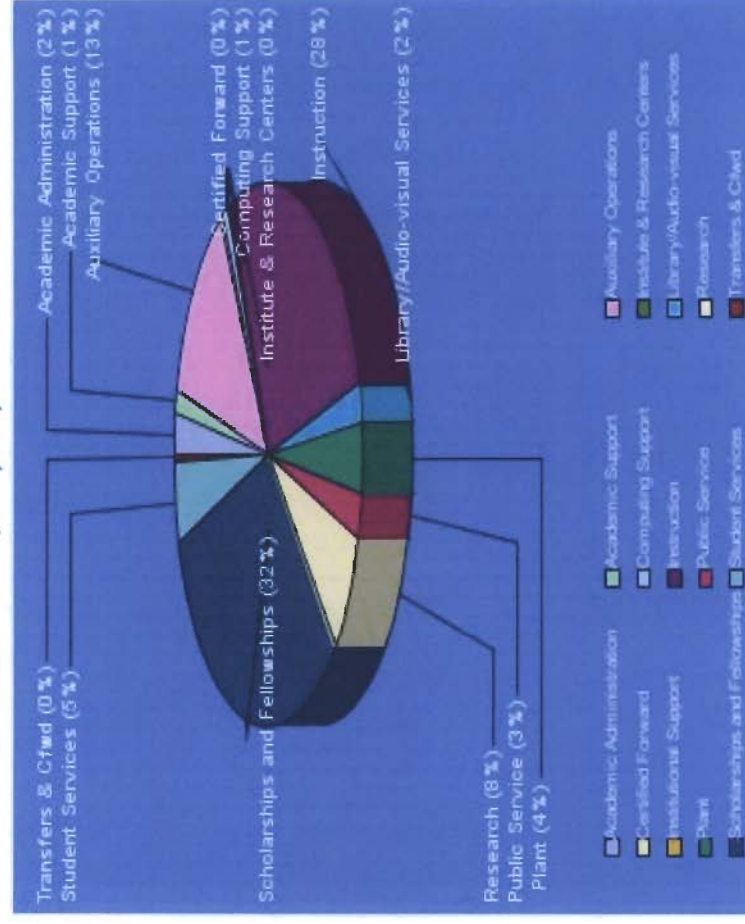 Transfers & Cfwd (0%)
Academic Administration (2%)
Student Services (5%)
Academic Support (1%)
Auxiliary Operations (13%)
Certified Forward (0%)
Computing Support (1%)
Scholarships and Fellowships (32%)
Institute & Research Centers (0%)
Instruction (28%)
Library/Audio-visual Services (2%)
Research (8%)
Public Service (3%)
Plant (4%)
Academic Administration Academic Support Auxiliary Operations
Certified Forward Computing Support Institute & Research Centers
Institutional Support Instruction Library/Audio-visual Services
Plant Public Service Research
Scholarships and Fellowships Student Services Transfers & Cfwd